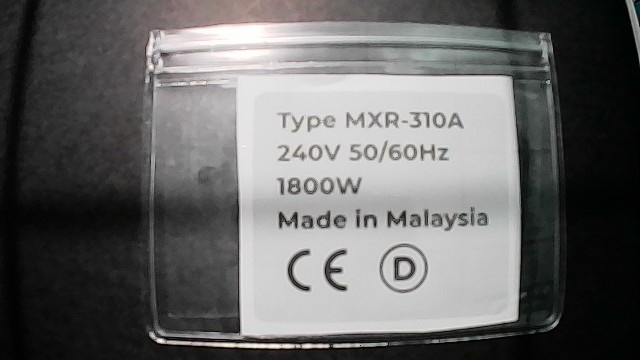 Type MXR-310A
240V 50/60Hz
1800W
Made in Malaysia
CE D